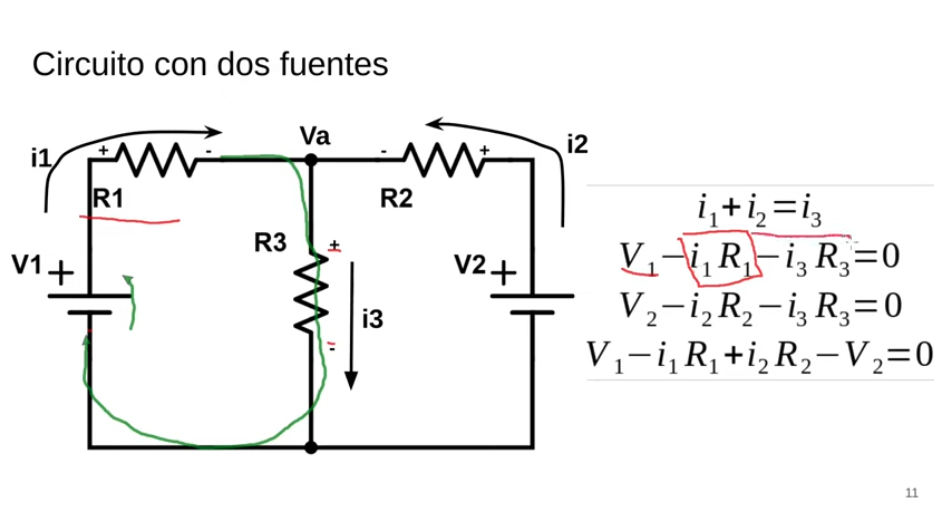 Circuito con dos fuentes
Va
i1
i2
+ -
- +
R1
R2
i₁+i₂=i₃
R3
+
V₁−i₁R₁−i₃R₃=0
V1 +
V2 +
V₂−i₂R₂−i₃R₃=0
i3
-
V₁−i₁R₁+i₂R₂−V₂=0
11